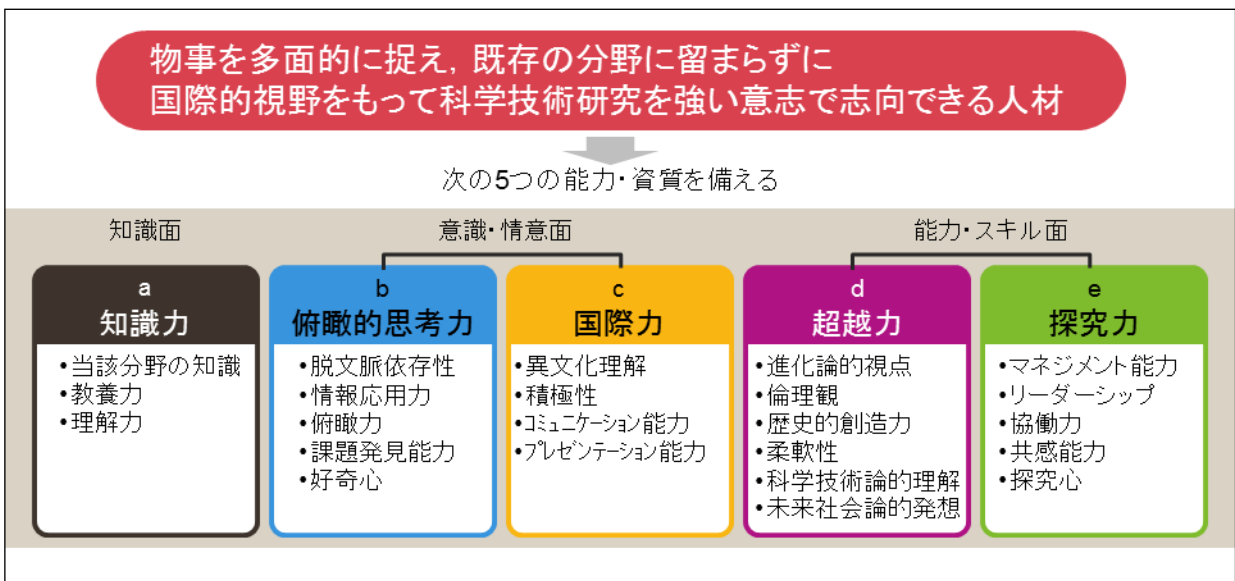 物事を多面的に捉え，既存の分野に留まらずに
国際的視野をもって科学技術研究を強い意志で志向できる人材
次の5つの能力・資質を備える
知識面
意識・情意面
能力・スキル面
a
知識力
•当該分野の知識
•教養力
•理解力
b
俯瞰的思考力
•脱文脈依存性
•情報応用力
•俯瞰力
•課題発見能力
•好奇心
c
国際力
•異文化理解
•積極性
•コミュニケーション能力
•プレゼンテーション能力
d
超越力
•進化論的視点
•倫理観
•歴史的創造力
•柔軟性
•科学技術論的理解
•未来社会論的発想
e
探究力
•マネジメント能力
•リーダーシップ
•協働力
•共感能力
•探究心